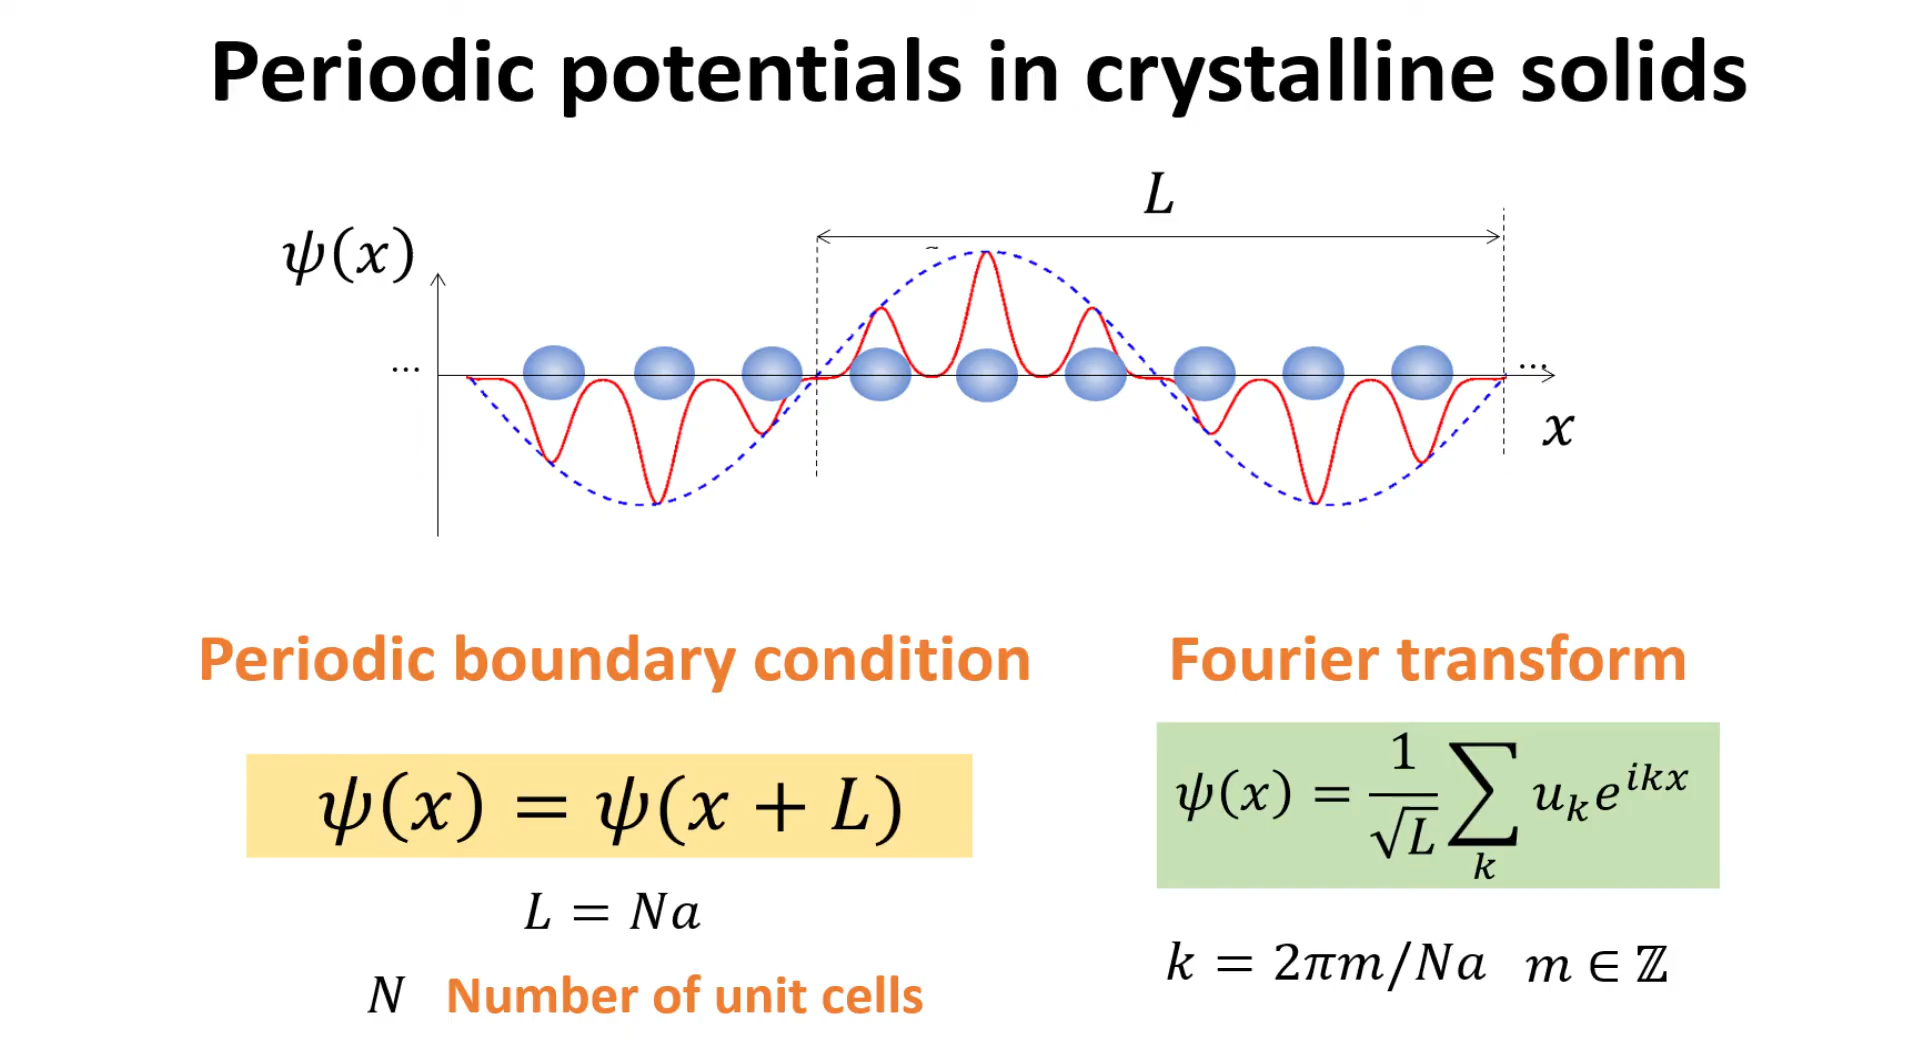 Periodic potentials in crystalline solids
L
ψ(x)
...
...
x
Periodic boundary condition
ψ(x) = ψ(x + L)
L = Na
N Number of unit cells
Fourier transform
ψ(x) = 1/√L ∑_k u_k e^{ikx}
k = 2πm/Na m ∈ ℤ